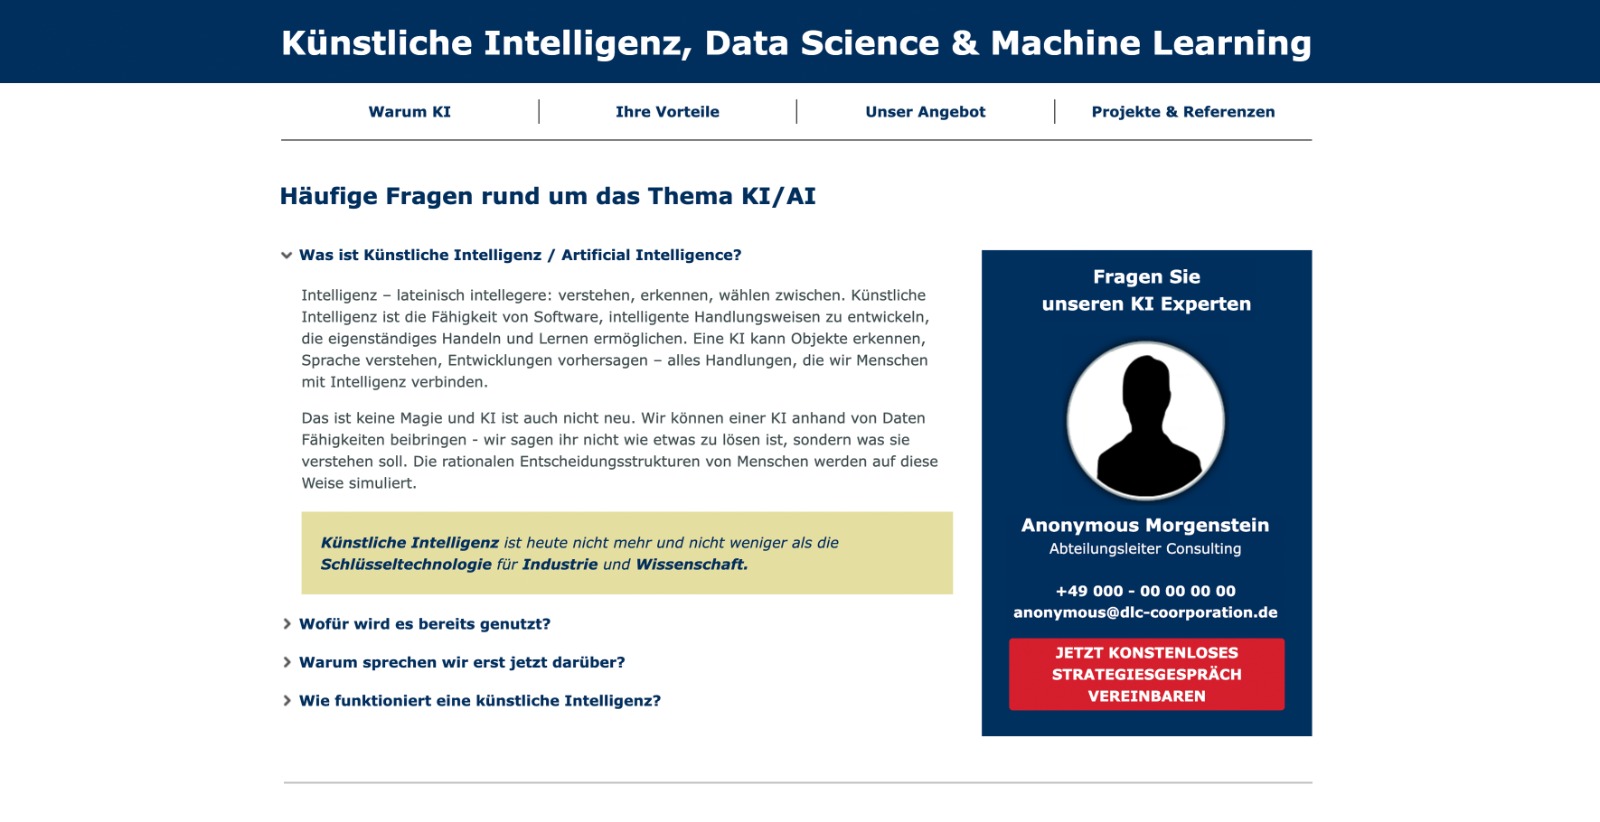 Künstliche Intelligenz, Data Science & Machine Learning
Warum KI
Ihre Vorteile
Unser Angebot
Projekte & Referenzen
Häufige Fragen rund um das Thema KI/AI
Was ist Künstliche Intelligenz / Artificial Intelligence?
Intelligenz – lateinisch intellegere: verstehen, erkennen, wählen zwischen. Künstliche
Intelligenz ist die Fähigkeit von Software, intelligente Handlungsweisen zu entwickeln,
die eigenständiges Handeln und Lernen ermöglichen. Eine KI kann Objekte erkennen,
Sprache verstehen, Entwicklungen vorhersagen – alles Handlungen, die wir Menschen
mit Intelligenz verbinden.
Das ist keine Magie und KI ist auch nicht neu. Wir können einer KI anhand von Daten
Fähigkeiten beibringen - wir sagen ihr nicht wie etwas zu lösen ist, sondern was sie
verstehen soll. Die rationalen Entscheidungsstrukturen von Menschen werden auf diese
Weise simuliert.
Künstliche Intelligenz ist heute nicht mehr und nicht weniger als die
Schlüsseltechnologie für Industrie und Wissenschaft.
Wofür wird es bereits genutzt?
Warum sprechen wir erst jetzt darüber?
Wie funktioniert eine künstliche Intelligenz?
Fragen Sie
unseren KI Experten
Anonymous Morgenstein
Abteilungsleiter Consulting
+49 000 - 00 00 00 00
anonymous@dlc-coorporation.de
JETZT KONSTENLOSES
STRATEGIESGESPRÄCH
VEREINBAREN